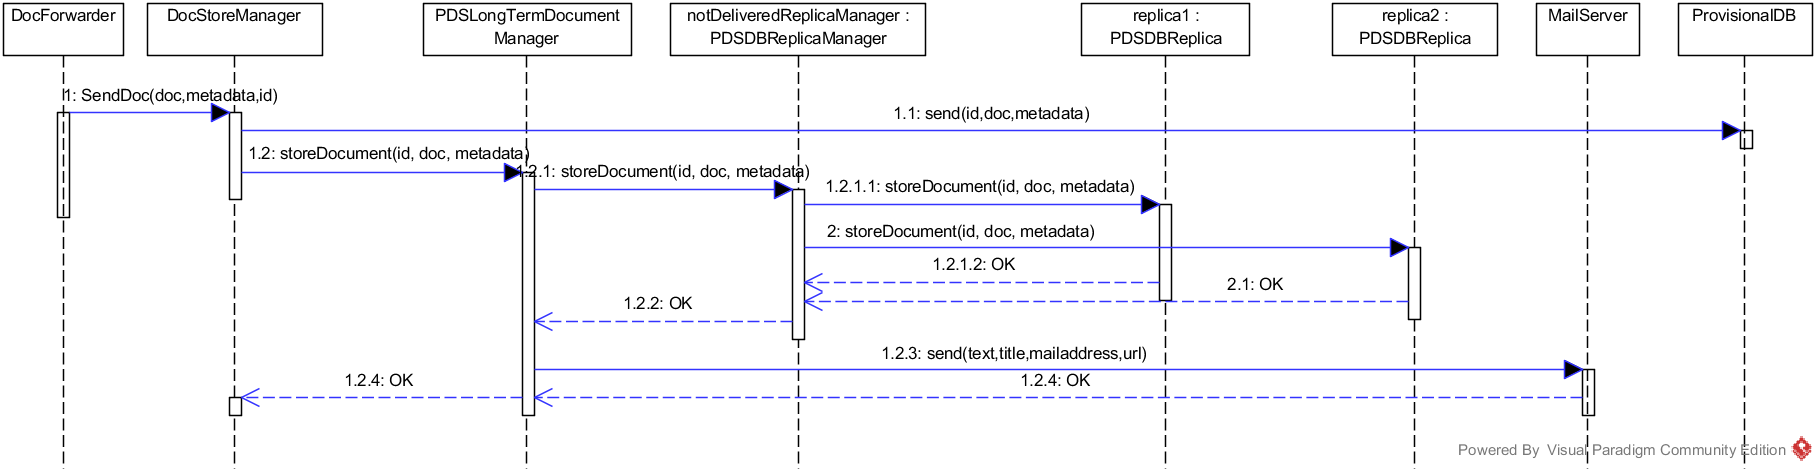 DocForwarder
DocStoreManager
PDSLongTermDocument
Manager
notDeliveredReplicaManager :
PDSDBReplicaManager
replica1 :
PDSDBReplica
replica2 :
PDSDBReplica
MailServer
ProvisionalDB
1: SendDoc(doc,metadata,id)
1.1: send(id,doc,metadata)
1.2: storeDocument(id, doc, metadata)
1.2.1: storeDocument(id, doc, metadata)
1.2.1.1: storeDocument(id, doc, metadata)
2: storeDocument(id, doc, metadata)
1.2.1.2: OK
2.1: OK
1.2.2: OK
1.2.3: send(text,title,mailaddress,url)
1.2.4: OK
1.2.4: OK
Powered By Visual Paradigm Community Edition